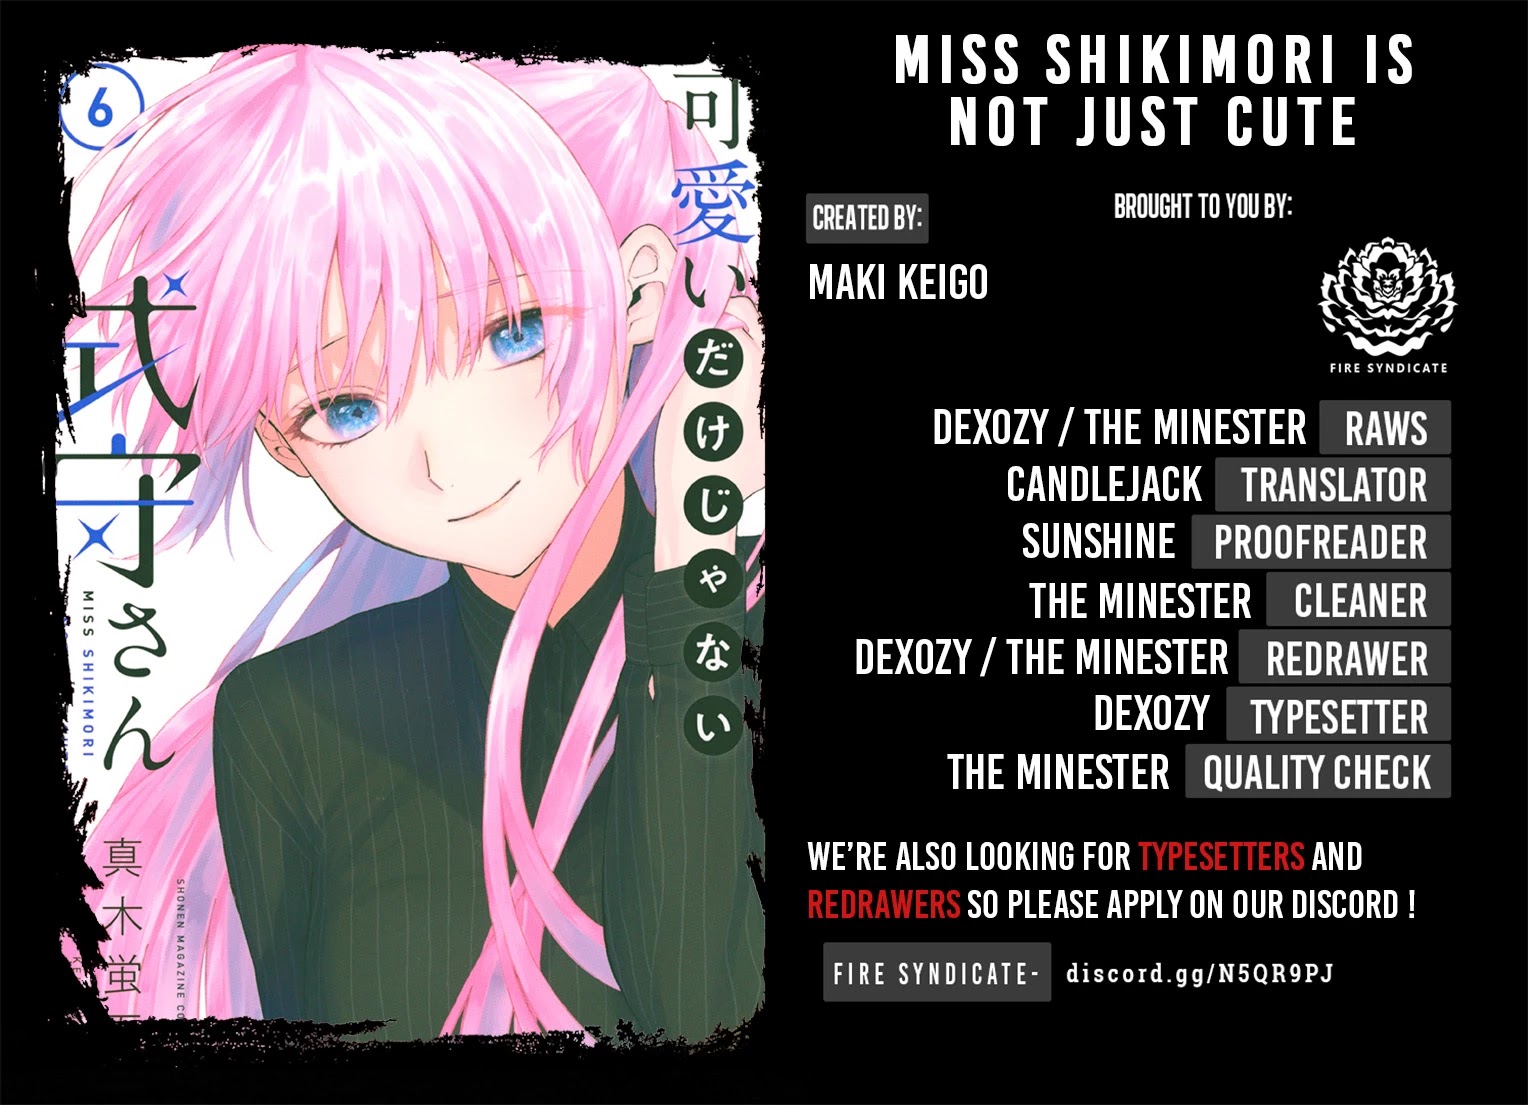 6
可愛いだけじゃない
式守さん
MISS SHIKIMORI
真木蛍
SHONEN MAGAZINE CO
MISS SHIKIMORI IS
NOT JUST CUTE
CREATED BY:
MAKI KEIGO
BROUGHT TO YOU BY:
FIRE SYNDICATE
DEXOZY / THE MINESTER RAWS
CANDLEJACK TRANSLATOR
SUNSHINE PROOFREADER
THE MINESTER CLEANER
DEXOZY / THE MINESTER REDRAWER
DEXOZY TYPESETTER
THE MINESTER QUALITY CHECK
WE'RE ALSO LOOKING FOR TYPESETTERS AND
REDRAWERS SO PLEASE APPLY ON OUR DISCORD !
FIRE SYNDICATE- discord.gg/N5QR9PJ